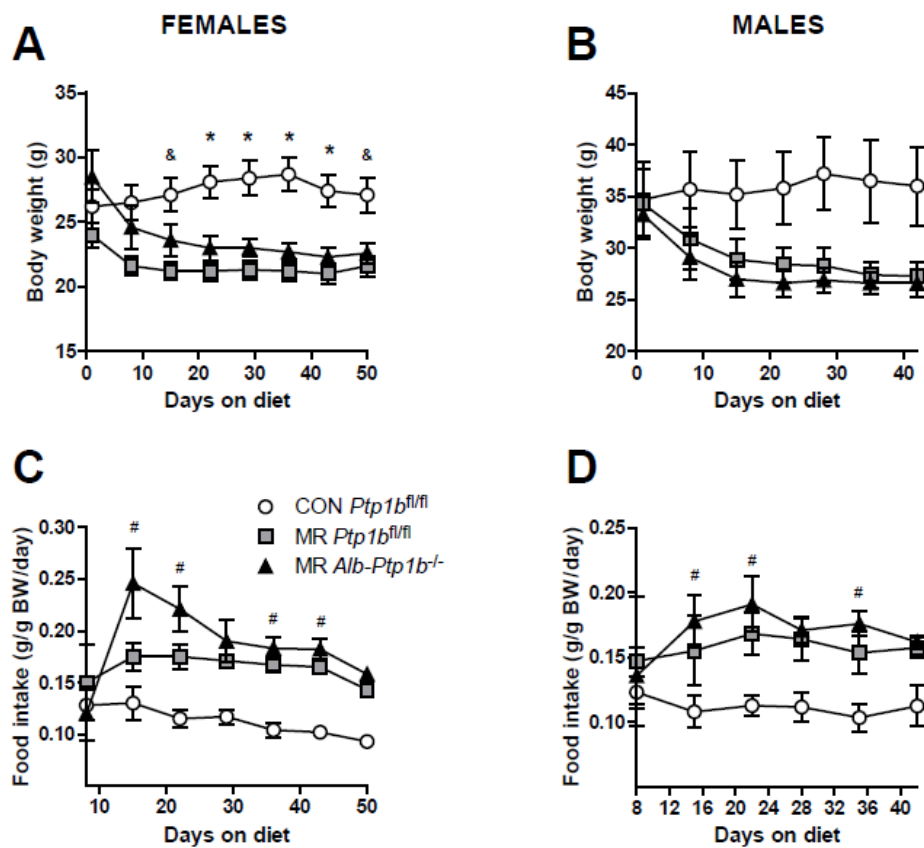 FEMALES
MALES
A
B
35
30
25
20
15
Body weight (g)
& * * * * &
0 10 20 30 40 50
Days on diet
45
40
35
30
25
20
Body weight (g)
0 10 20 30 40
Days on diet
C
D
CON Ptp1b^fl/fl
MR Ptp1b^fl/fl
MR Alb-Ptp1b^-/-
0.30
0.25
0.20
0.15
0.10
Food intake (g/g BW/day)
# # # #
10 20 30 40 50
Days on diet
0.25
0.20
0.15
0.10
Food intake (g/g BW/day)
# # #
8 12 16 20 24 28 32 36 40
Days on diet